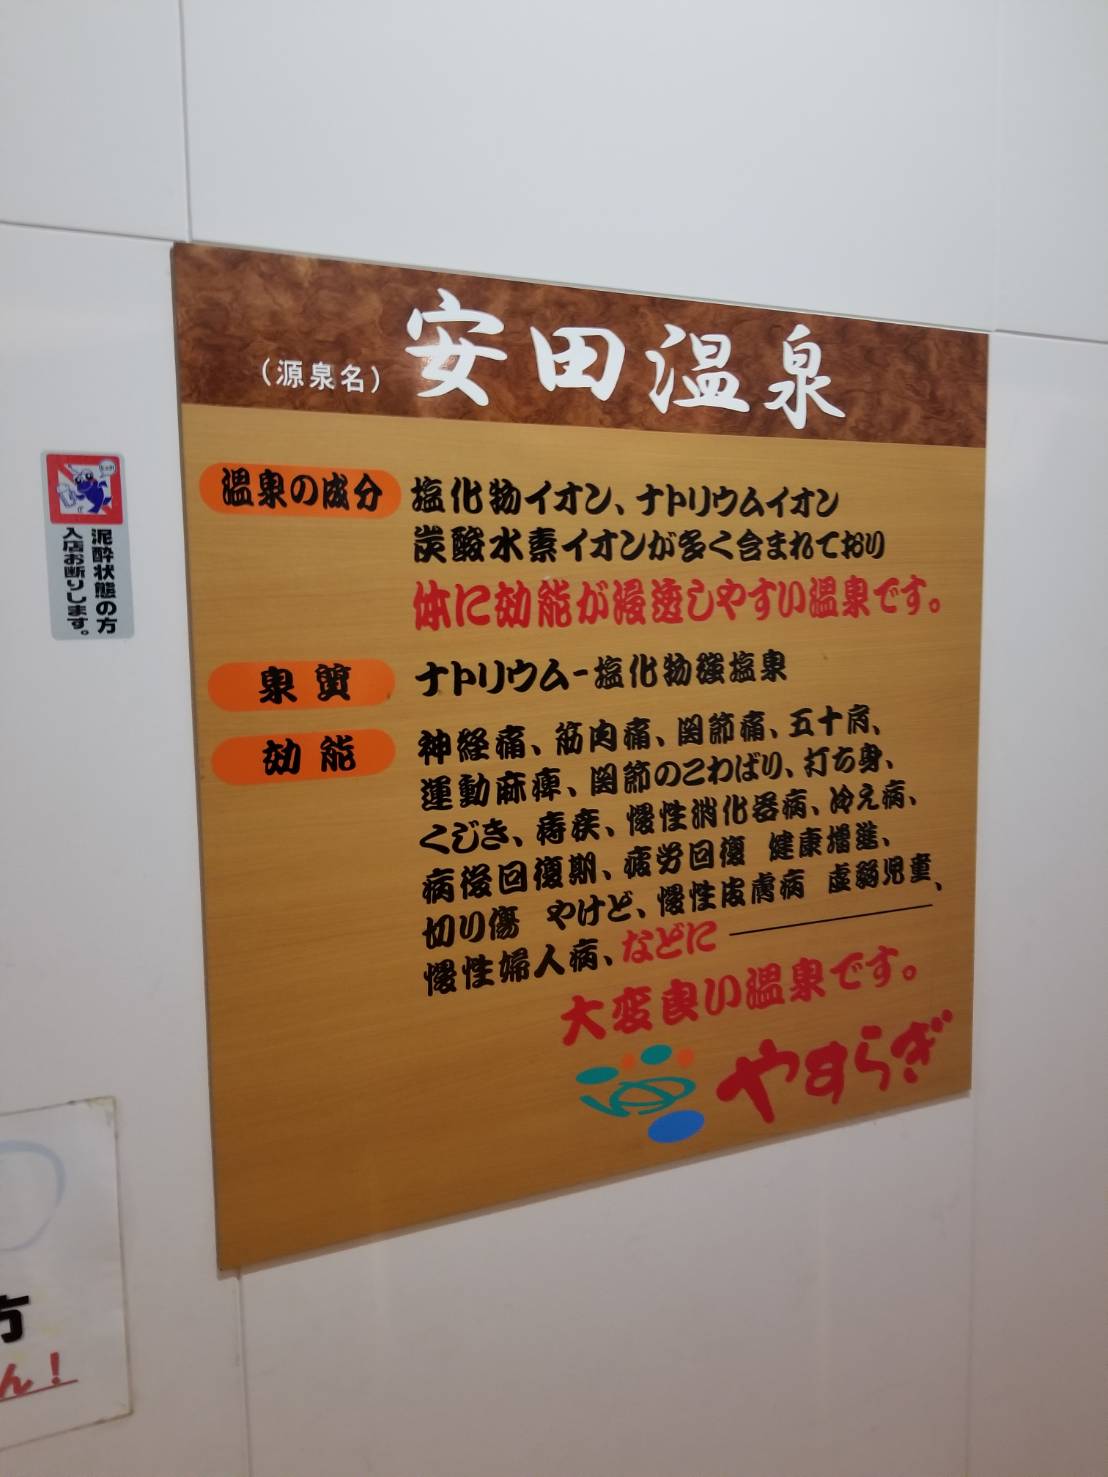 (源泉名) 安田温泉
温泉の成分
塩化物イオン、ナトリウムイオン
炭酸水素イオンが多く含まれており
体に効能が浸透しやすい温泉です。
泉質
ナトリウム-塩化物強塩泉
効能
神経痛、筋肉痛、関節痛、五十肩、
運動麻痺、関節のこわばり、打ち身、
くじき、痔疾、慢性消化器病、冷え病、
病後回復期、疲労回復 健康増進、
切り傷 やけど、慢性皮膚病 虚弱児童、
慢性婦人病、などに
大変良い温泉です。
やすらぎ
泥酔状態の方
入店お断りします。
方
ん!